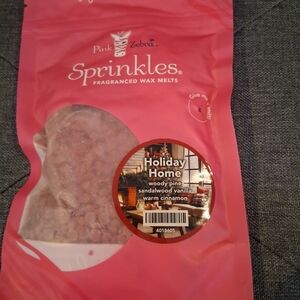 Pink Zebra
Sprinkles®
FRAGRANCED WAX MELTS
Holiday
Home
woody pine
sandalwood vanilla
warm cinnamon